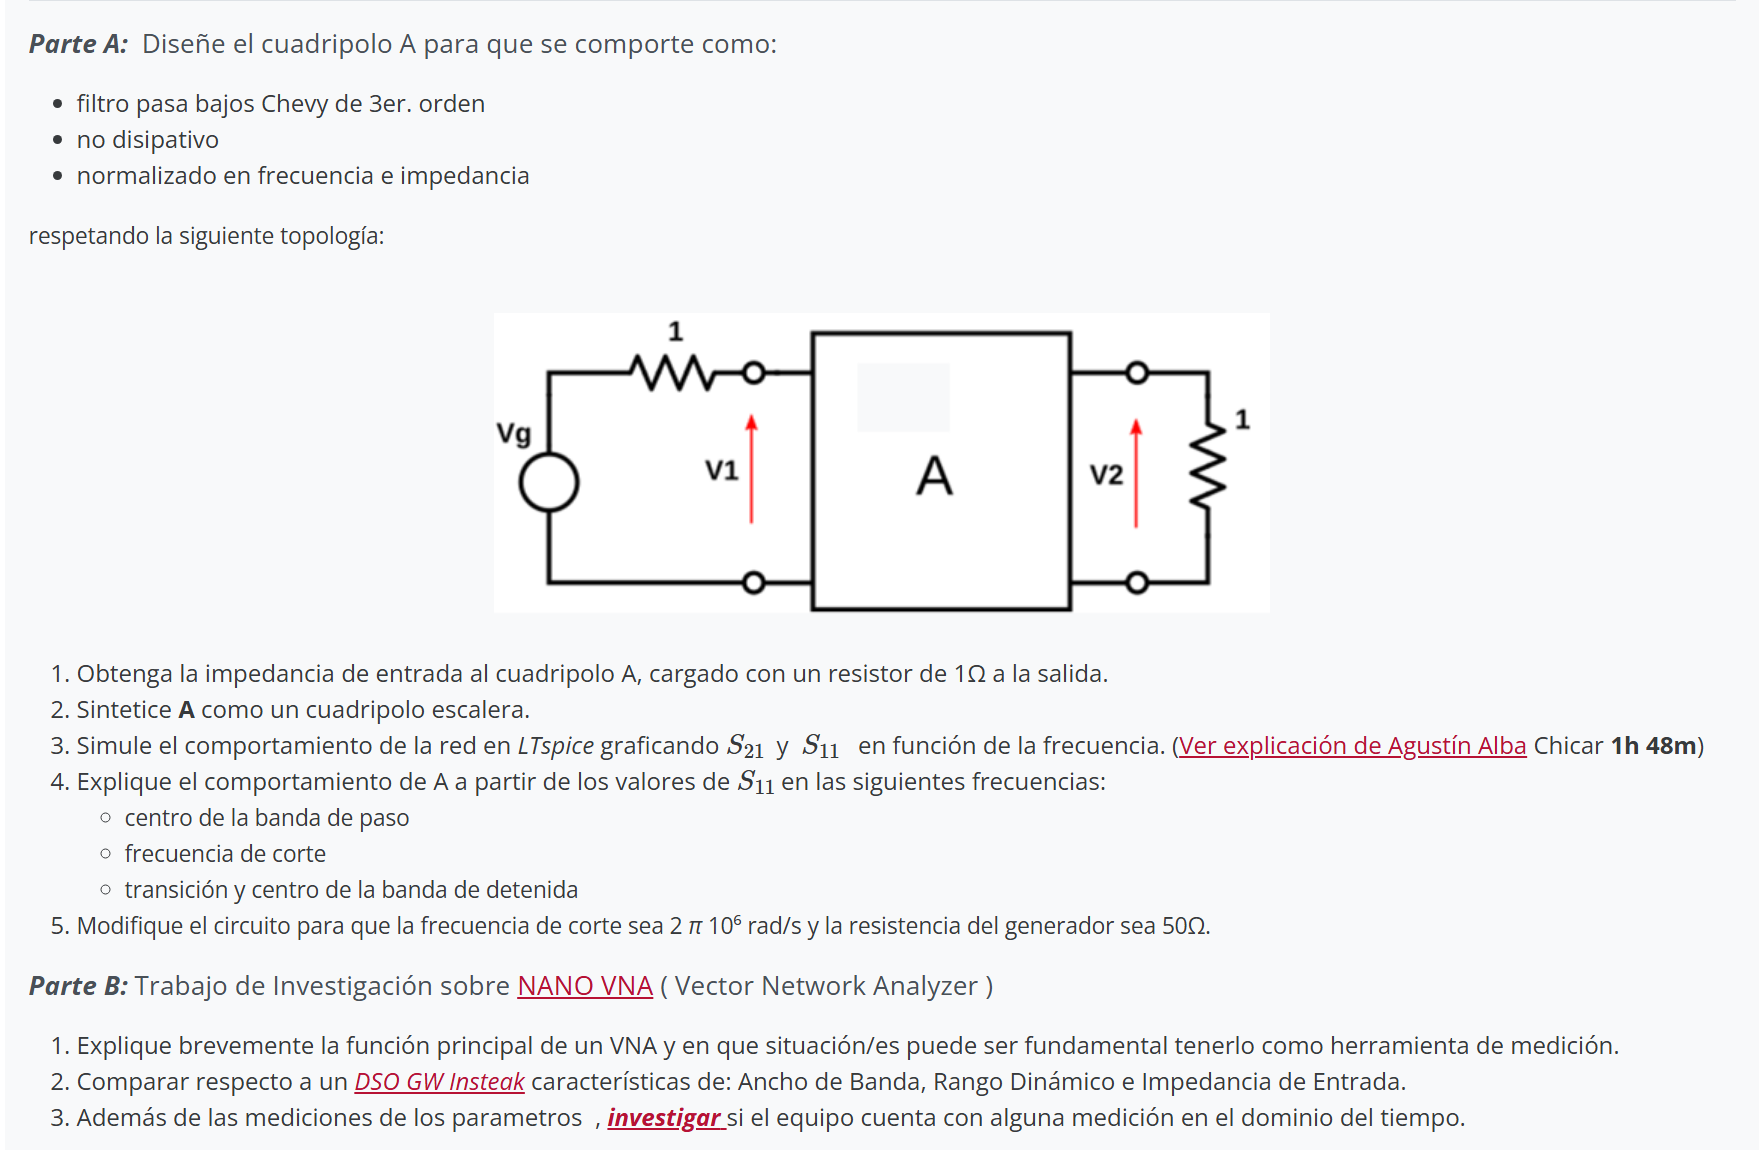 Parte A: Diseñe el cuadripolo A para que se comporte como:
filtro pasa bajos Chevy de 3er. orden
no disipativo
normalizado en frecuencia e impedancia
respetando la siguiente topología:
1
Vg
V1
A
V2
1
1. Obtenga la impedancia de entrada al cuadripolo A, cargado con un resistor de 1Ω a la salida.
2. Sintetice A como un cuadripolo escalera.
3. Simule el comportamiento de la red en LTspice graficando S21 y S11 en función de la frecuencia. (Ver explicación de Agustín Alba Chicar 1h 48m)
4. Explique el comportamiento de A a partir de los valores de S11 en las siguientes frecuencias:
centro de la banda de paso
frecuencia de corte
transición y centro de la banda de detenida
5. Modifique el circuito para que la frecuencia de corte sea 2 π 10⁶ rad/s y la resistencia del generador sea 50Ω.
Parte B: Trabajo de Investigación sobre NANO VNA ( Vector Network Analyzer )
1. Explique brevemente la función principal de un VNA y en que situación/es puede ser fundamental tenerlo como herramienta de medición.
2. Comparar respecto a un DSO GW Insteak características de: Ancho de Banda, Rango Dinámico e Impedancia de Entrada.
3. Además de las mediciones de los parametros , investigar si el equipo cuenta con alguna medición en el dominio del tiempo.